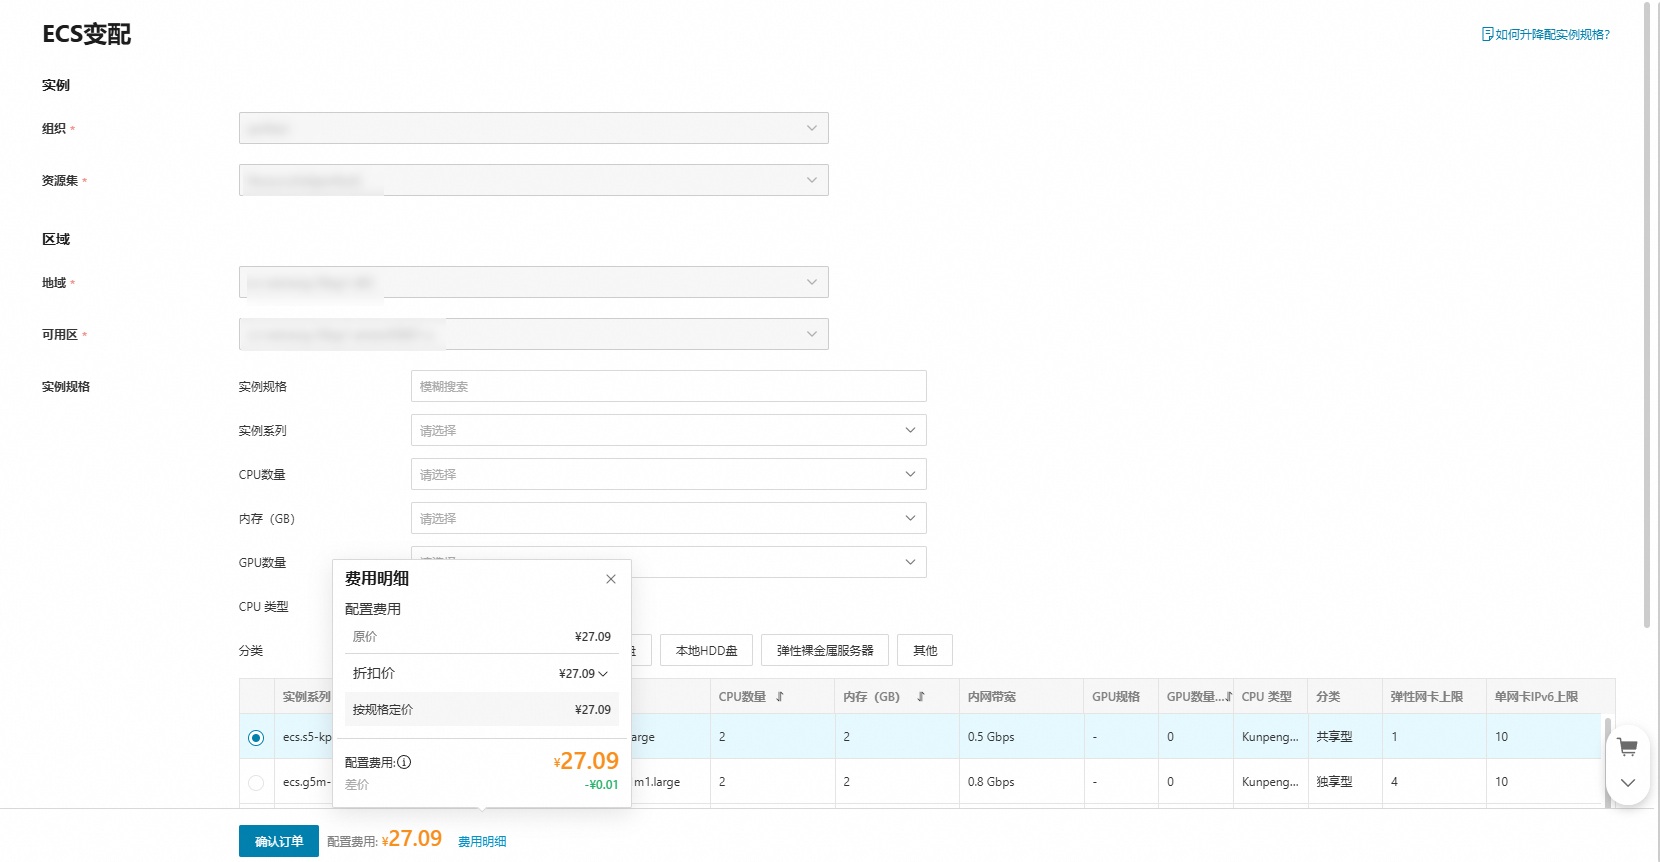 ECS变配
如何升降配实例规格?
实例
组织 *
资源集 *
区域
地域 *
可用区 *
实例规格
实例规格 模糊搜索
实例系列 请选择
CPU数量 请选择
内存（GB） 请选择
GPU数量
CPU 类型
分类 本地HDD盘 弹性裸金属服务器 其他
费用明细
配置费用
原价 ¥27.09
折扣价 ¥27.09
按规格定价 ¥27.09
配置费用: ¥27.09
差价 -¥0.01
实例系列 CPU数量 内存（GB） 内网带宽 GPU规格 GPU数量... CPU 类型 分类 弹性网卡上限 单网卡IPv6上限
ecs.s5-kp arge 2 2 0.5 Gbps - 0 Kunpeng... 共享型 1 10
ecs.g5m- m1.large 2 2 0.8 Gbps - 0 Kunpeng... 独享型 4 10
确认订单 配置费用: ¥27.09 费用明细